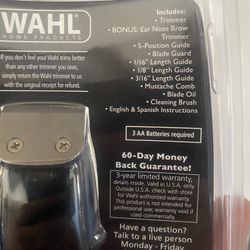 WAHL
HOME PRODUCTS
If you don't feel your Wahl trims better
than any other trimmer you own,
simply return the Wahl trimmer to us
with the original receipt for refund.
Includes:
• Trimmer
• BONUS: Ear Nose Brow
Trimmer
• 5-Position Guide
• Blade Guard
• 1/16" Length Guide
• 1/8" Length Guide
• 3/16" Length Guide
• Mustache Comb
• Blade Oil
• Cleaning Brush
• English & Spanish Instructions
3 AA Batteries required
60-Day Money
Back Guarantee!
3-year limited warranty,
details inside. Valid in U.S.A. only.
Outside U.S.A. check with store
for Wahl authorized warranty.
This product is not intended for
professional use; warranty void if
used commercially.
Have a question?
Talk to a live person
Monday - Friday